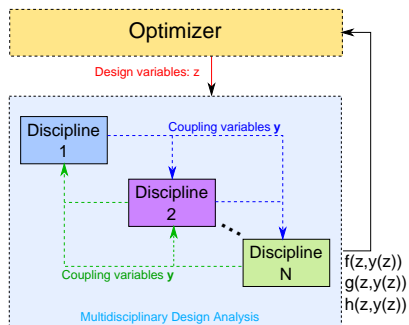 Optimizer
Design variables: z
Discipline
1
Coupling variables y
Discipline
2
Discipline
N
Coupling variables y
f(z,y(z))
g(z,y(z))
h(z,y(z))
Multidisciplinary Design Analysis